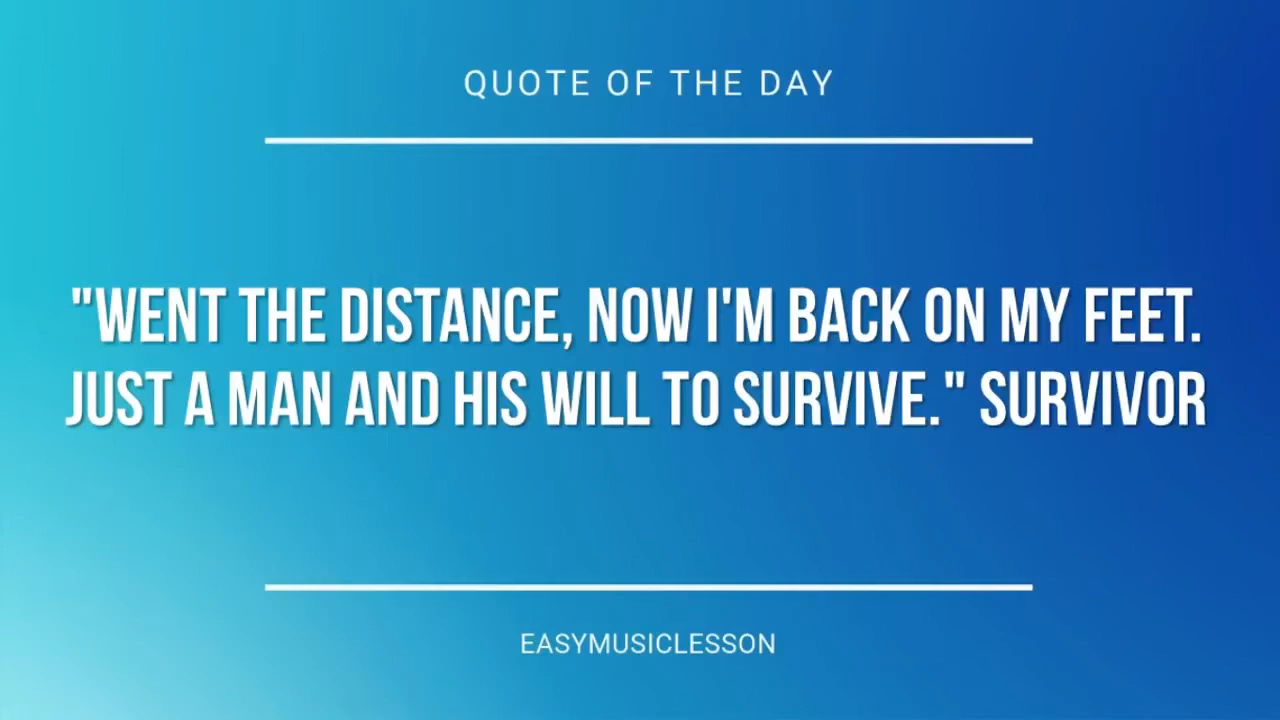 QUOTE OF THE DAY
"WENT THE DISTANCE, NOW I'M BACK ON MY FEET.
JUST A MAN AND HIS WILL TO SURVIVE." SURVIVOR
EASYMUSICLESSON